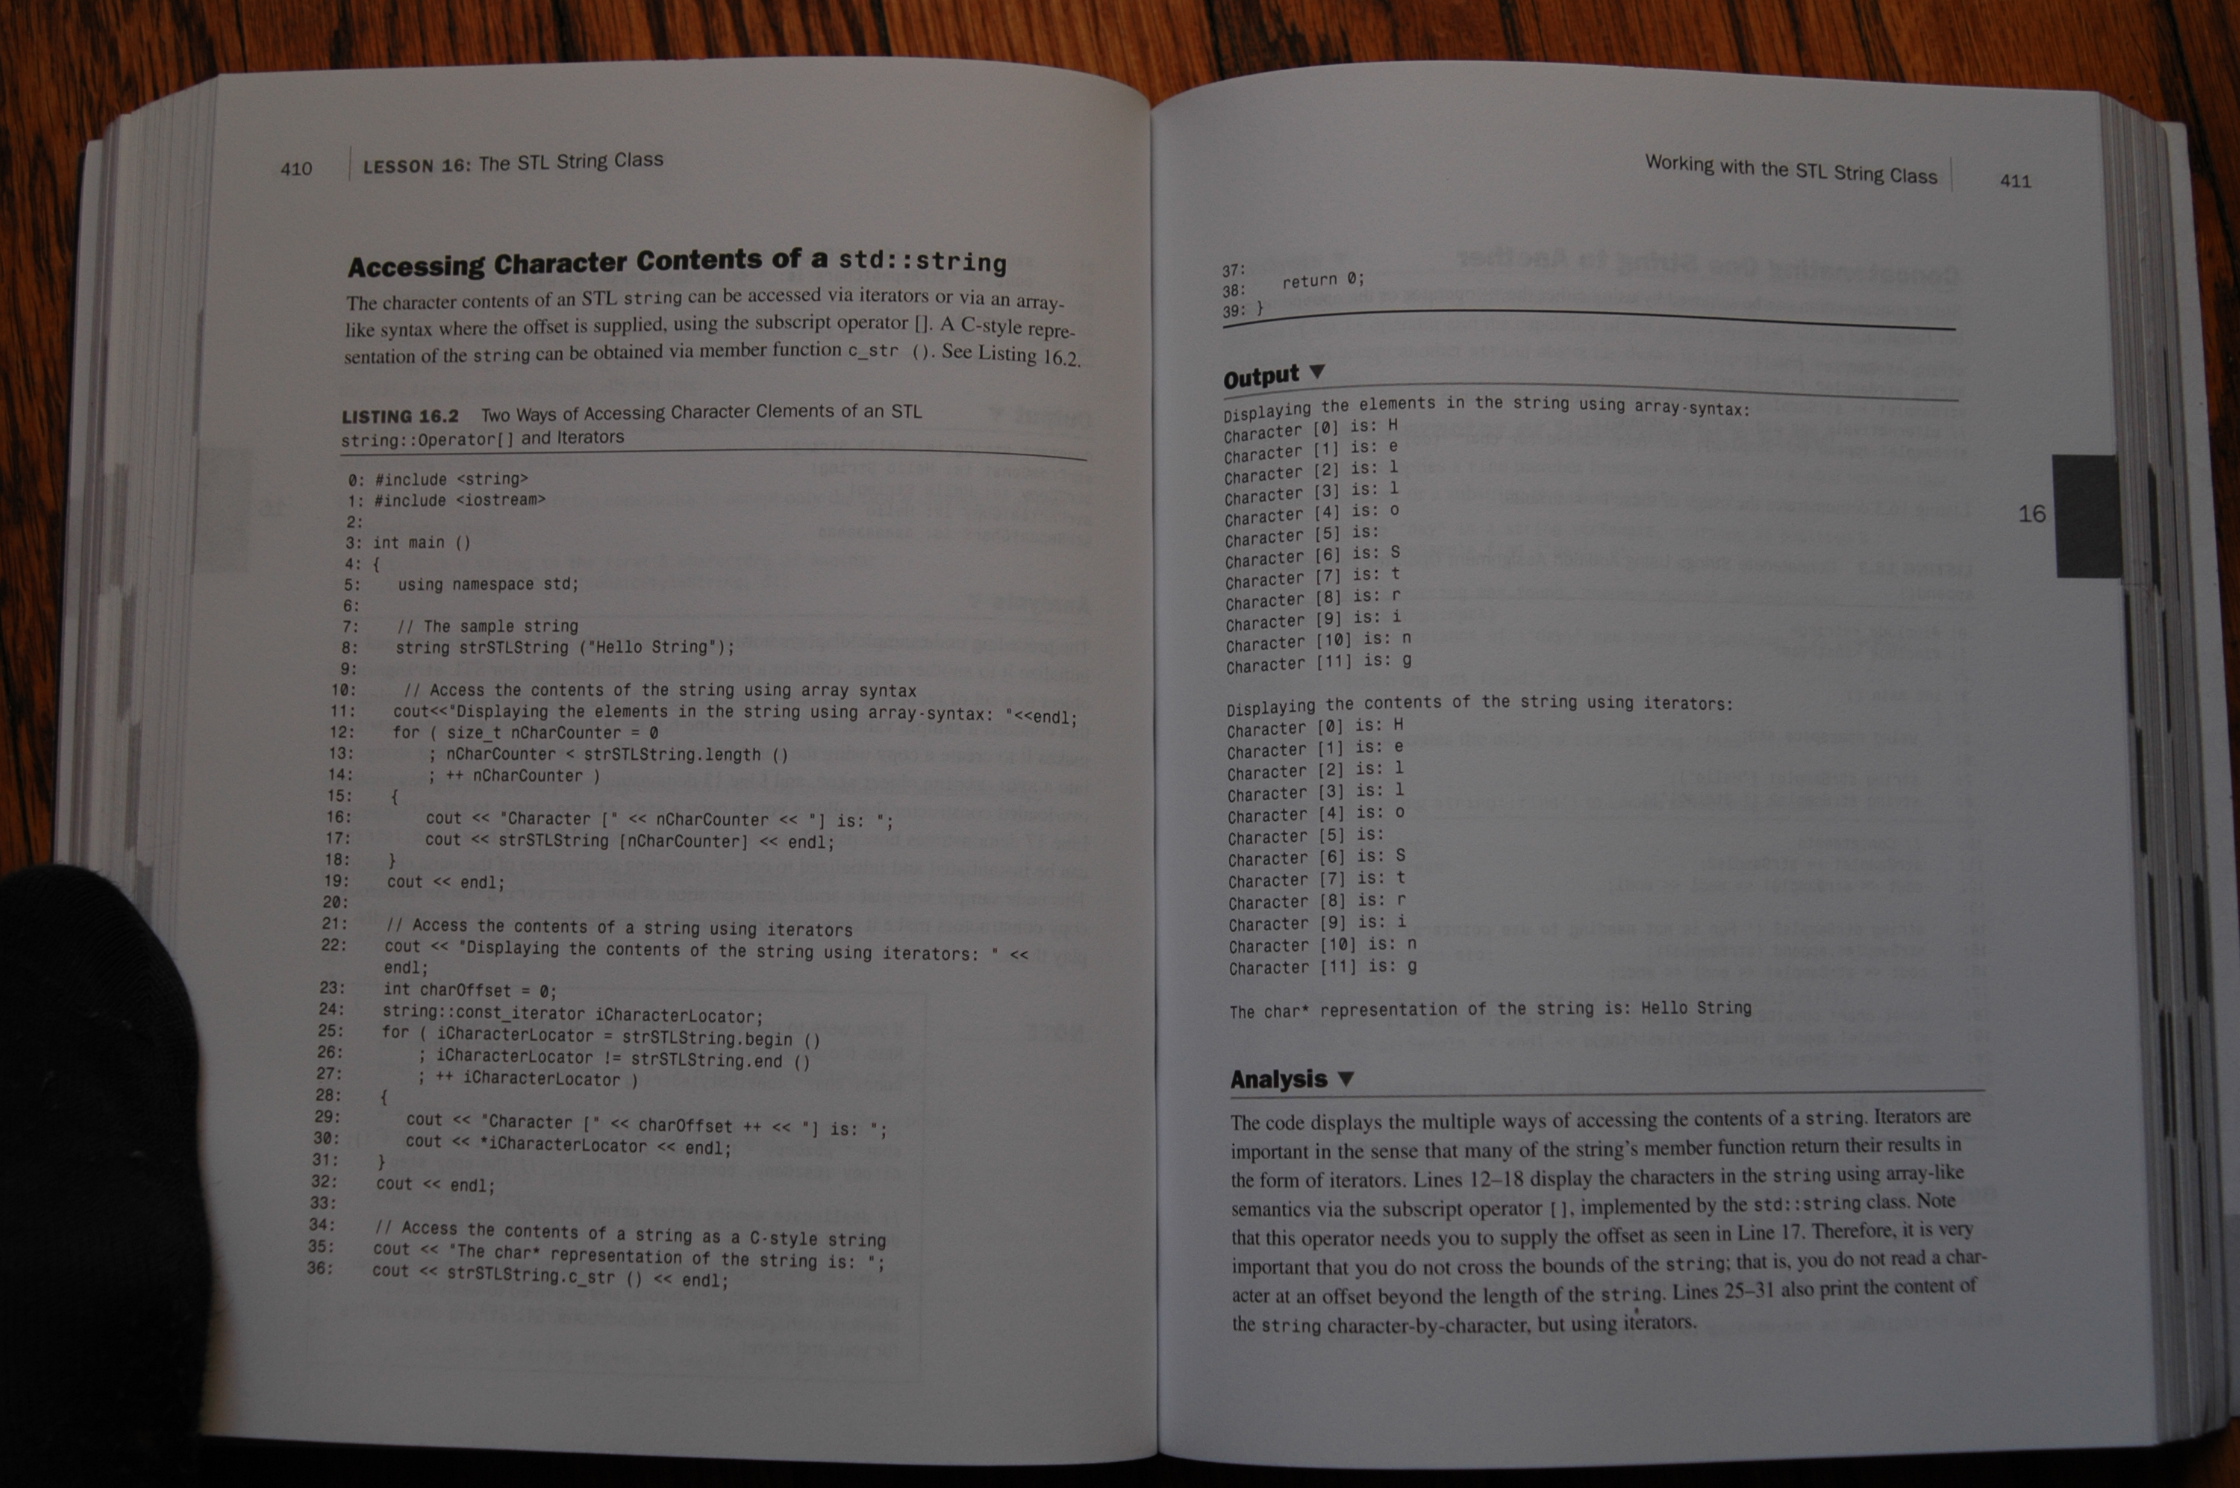 410 LESSON 16: The STL String Class
Accessing Character Contents of a std::string
The character contents of an STL string can be accessed via iterators or via an array-
like syntax where the offset is supplied, using the subscript operator []. A C-style repre-
sentation of the string can be obtained via member function c_str (). See Listing 16.2.
LISTING 16.2 Two Ways of Accessing Character Clements of an STL
string::Operator[] and Iterators
0: #include <string>
1: #include <iostream>
2:
3: int main ()
4: {
5: using namespace std;
6:
7: // The sample string
8: string strSTLString ("Hello String");
9:
10: // Access the contents of the string using array syntax
11: cout<<"Displaying the elements in the string using array-syntax: "<<endl;
12: for ( size_t nCharCounter = 0
13: ; nCharCounter < strSTLString.length ()
14: ; ++ nCharCounter )
15: {
16: cout << "Character [" << nCharCounter << "] is: ";
17: cout << strSTLString [nCharCounter] << endl;
18: }
19: cout << endl;
20:
21: // Access the contents of a string using iterators
22: cout << "Displaying the contents of the string using iterators: " <<
endl;
23: int charOffset = 0;
24: string::const_iterator iCharacterLocator;
25: for ( iCharacterLocator = strSTLString.begin ()
26: ; iCharacterLocator != strSTLString.end ()
27: ; ++ iCharacterLocator )
28: {
29: cout << "Character [" << charOffset ++ << "] is: ";
30: cout << *iCharacterLocator << endl;
31: }
32: cout << endl;
33:
34: // Access the contents of a string as a C-style string
35: cout << "The char* representation of the string is: ";
36: cout << strSTLString.c_str () << endl;
Working with the STL String Class 411
37:
38: return 0;
39: }
Output ▼
Displaying the elements in the string using array-syntax:
Character [0] is: H
Character [1] is: e
Character [2] is: l
Character [3] is: l
Character [4] is: o
Character [5] is:
Character [6] is: S
Character [7] is: t
Character [8] is: r
Character [9] is: i
Character [10] is: n
Character [11] is: g
Displaying the contents of the string using iterators:
Character [0] is: H
Character [1] is: e
Character [2] is: l
Character [3] is: l
Character [4] is: o
Character [5] is:
Character [6] is: S
Character [7] is: t
Character [8] is: r
Character [9] is: i
Character [10] is: n
Character [11] is: g
The char* representation of the string is: Hello String
Analysis ▼
The code displays the multiple ways of accessing the contents of a string. Iterators are
important in the sense that many of the string's member function return their results in
the form of iterators. Lines 12–18 display the characters in the string using array-like
semantics via the subscript operator [], implemented by the std::string class. Note
that this operator needs you to supply the offset as seen in Line 17. Therefore, it is very
important that you do not cross the bounds of the string; that is, you do not read a char-
acter at an offset beyond the length of the string. Lines 25–31 also print the content of
the string character-by-character, but using iterators.
16